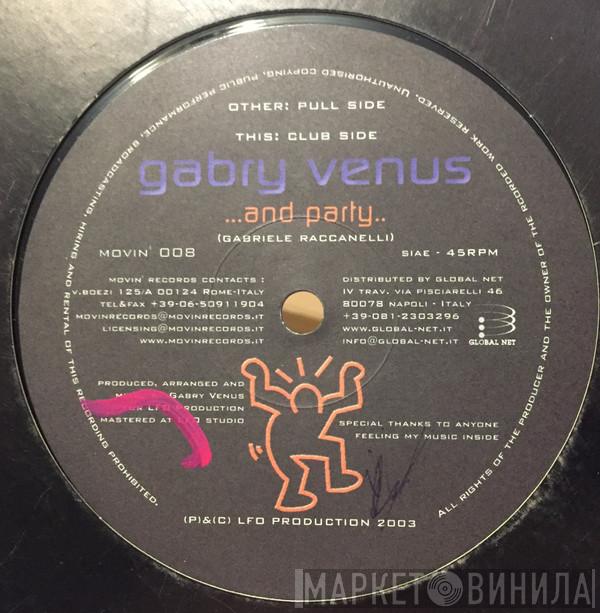 UNAUTHORISED COPYING, PUBLIC PERFORMANCE, BROADCASTING, HIRING AND RENTAL OF THIS RECORDING PROHIBITED.
ALL RIGHTS OF THE PRODUCER AND THE OWNER OF THE RCORDED WORK RESERVED.
OTHER: PULL SIDE
THIS: CLUB SIDE
gabry venus
...and party..
(GABRIELE RACCANELLI)
MOVIN' 008
SIAE - 45RPM
MOVIN' RECORDS CONTACTS :
V.BOEZI 125/A 00124 ROME-ITALY
TEL&FAX +39-06-50911904
MOVINRECORDS@MOVINRECORDS.IT
LICENSING@MOVINRECORDS.IT
WWW.MOVINRECORDS.IT
DISTRIBUTED BY GLOBAL NET
IV TRAV. VIA PISCIARELLI 46
80078 NAPOLI - ITALY
+39-081-2303296
WWW.GLOBAL-NET.IT
INFO@GLOBAL-NET.IT
GLOBAL NET
PRODUCED, ARRANGED AND
GABRY VENUS
LFO PRODUCTION
MASTERED AT LFO STUDIO
SPECIAL THANKS TO ANYONE
FEELING MY MUSIC INSIDE
(P)&(C) LFO PRODUCTION 2003
МАРКЕТ ВИНИЛА